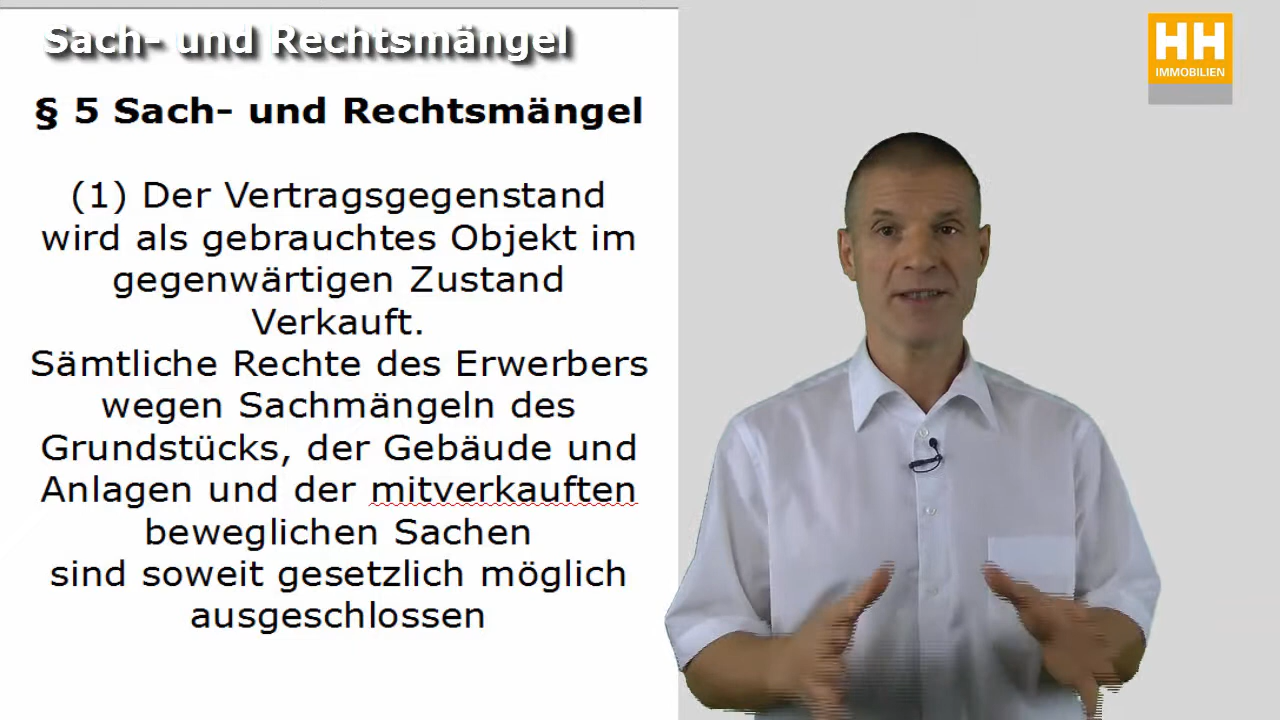 Sach- und Rechtsmängel
§ 5 Sach- und Rechtsmängel
(1) Der Vertragsgegenstand
wird als gebrauchtes Objekt im
gegenwärtigen Zustand
Verkauft.
Sämtliche Rechte des Erwerbers
wegen Sachmängeln des
Grundstücks, der Gebäude und
Anlagen und der mitverkauften
beweglichen Sachen
sind soweit gesetzlich möglich
ausgeschlossen
HH
IMMOBILIEN